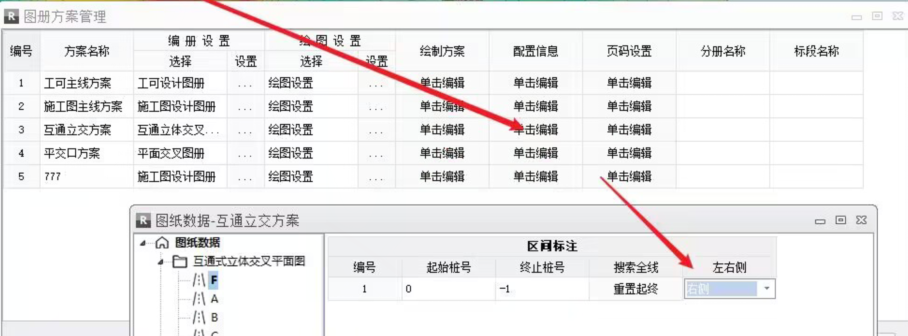 R 图册方案管理
编号 方案名称 编册设置 绘图设置 绘制方案 配置信息 页码设置 分册名称 标段名称
选择 设置 选择 设置
1 工可主线方案 工可设计图册 ... 绘图设置 ... 单击编辑 单击编辑 单击编辑
2 施工图主线方案 施工图设计图册 ... 绘图设置 ... 单击编辑 单击编辑 单击编辑
3 互通立交方案 互通立体交叉... ... 绘图设置 ... 单击编辑 单击编辑 单击编辑
4 平交口方案 平面交叉图册 ... 绘图设置 ... 单击编辑 单击编辑 单击编辑
5 777 施工图设计图册 ... 绘图设置 ... 单击编辑 单击编辑 单击编辑
R 图纸数据-互通立交方案
图纸数据
互通式立体交叉平面图
F
A
B
区间标注
编号 起始桩号 终止桩号 搜索全线 左右侧
1 0 -1 重置起终 右侧